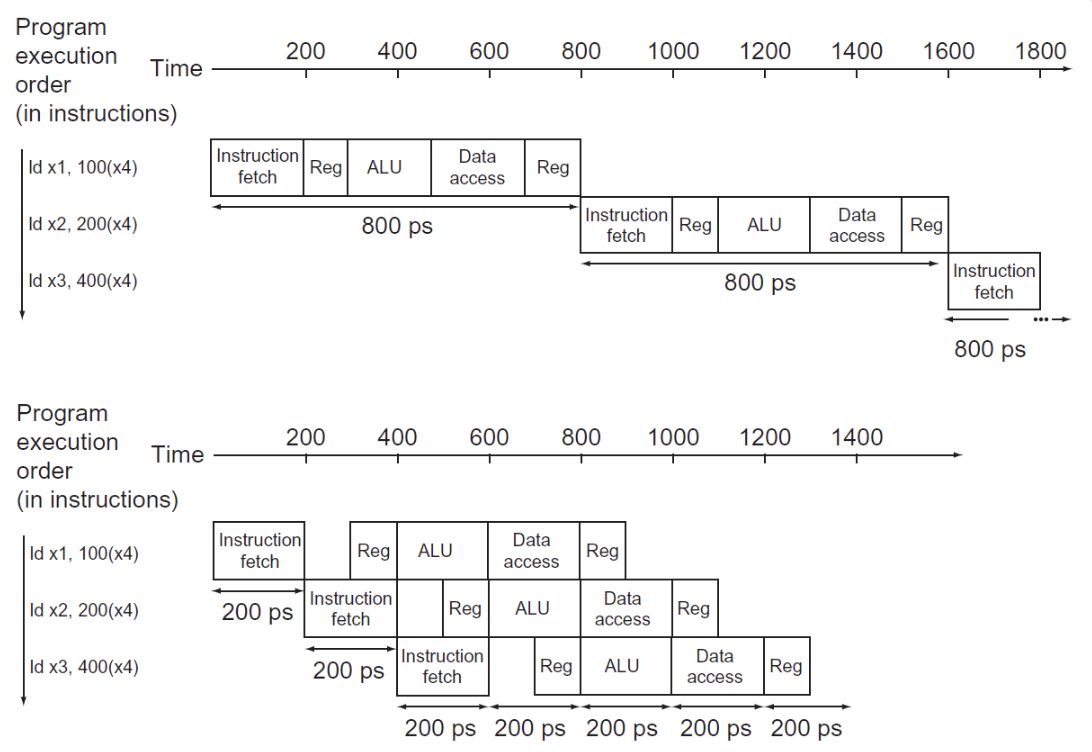 Program
execution
order
(in instructions)
Time
200 400 600 800 1000 1200 1400 1600 1800
ld x1, 100(x4)
Instruction
fetch
Reg
ALU
Data
access
Reg
800 ps
ld x2, 200(x4)
Instruction
fetch
Reg
ALU
Data
access
Reg
800 ps
ld x3, 400(x4)
Instruction
fetch
...
800 ps
Program
execution
order
(in instructions)
Time
200 400 600 800 1000 1200 1400
ld x1, 100(x4)
Instruction
fetch
Reg
ALU
Data
access
Reg
200 ps
ld x2, 200(x4)
Instruction
fetch
Reg
ALU
Data
access
Reg
200 ps
ld x3, 400(x4)
Instruction
fetch
Reg
ALU
Data
access
Reg
200 ps 200 ps 200 ps 200 ps 200 ps